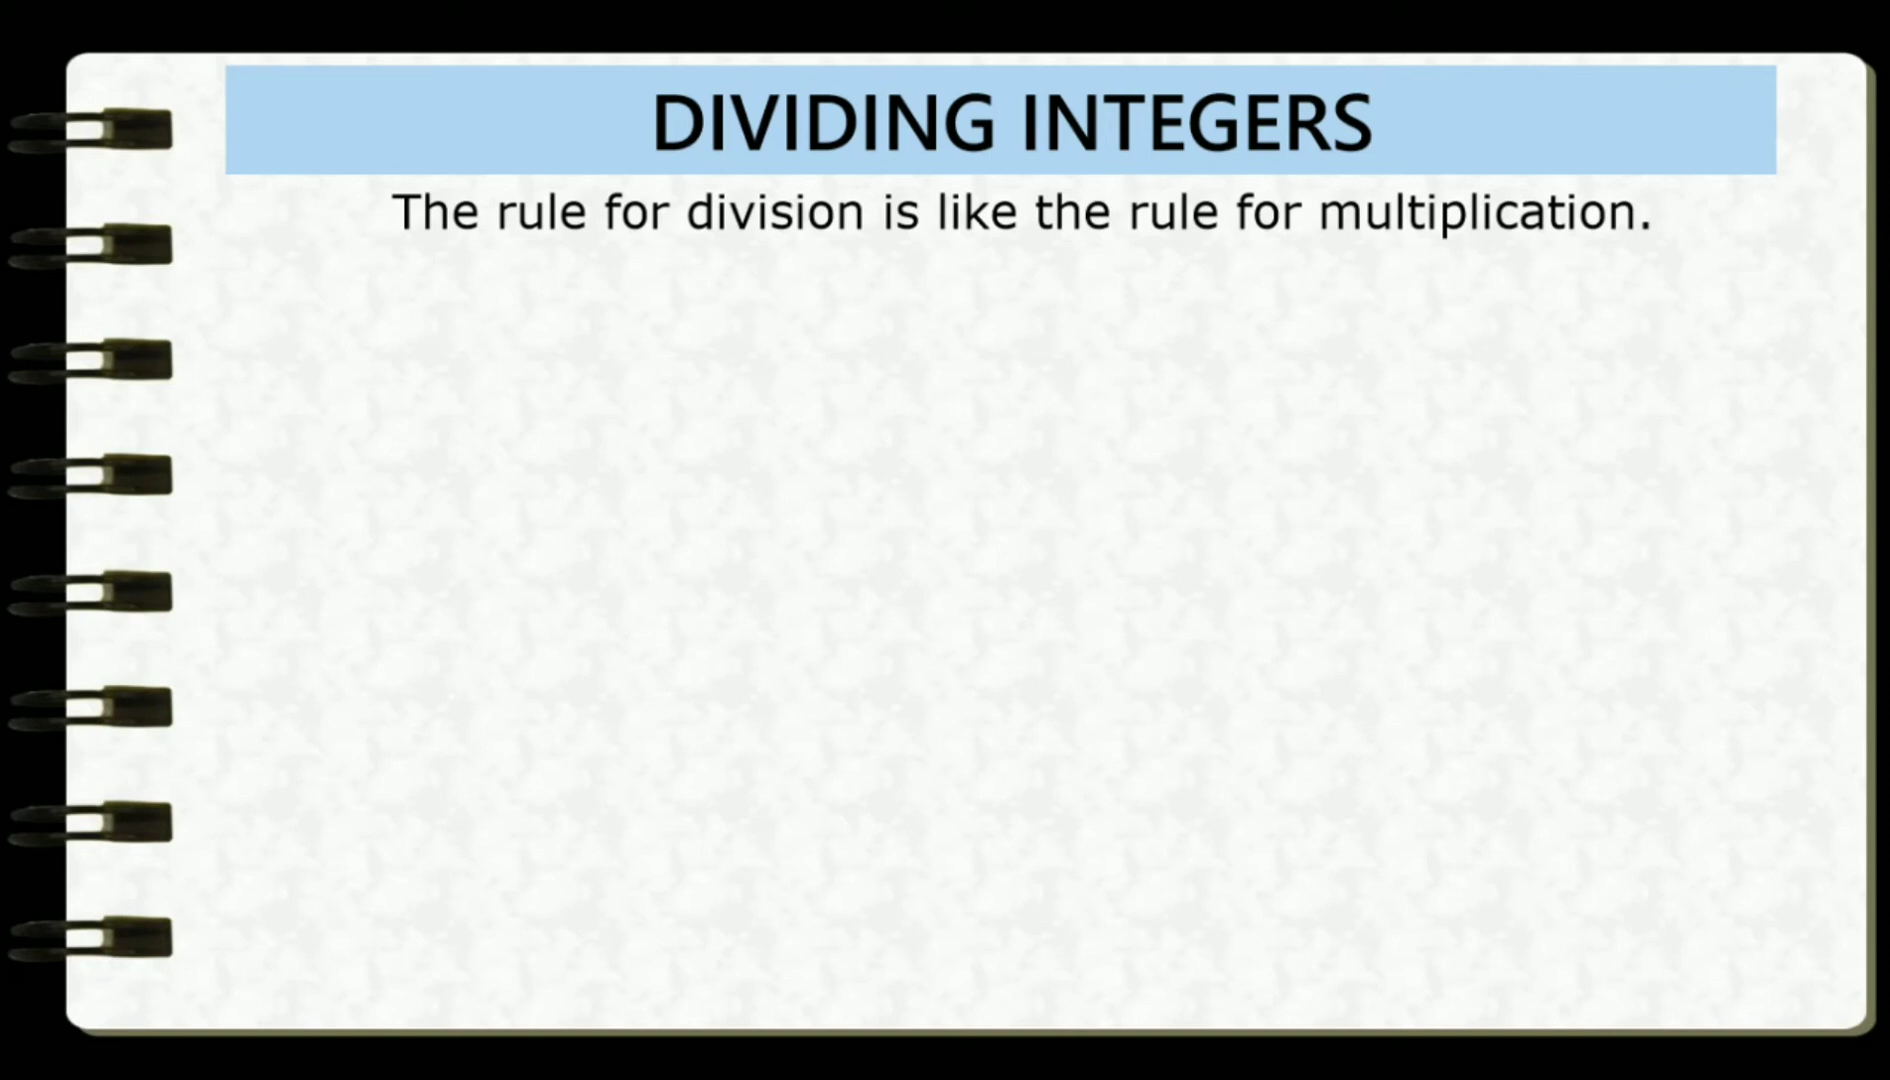 DIVIDING INTEGERS
The rule for division is like the rule for multiplication.